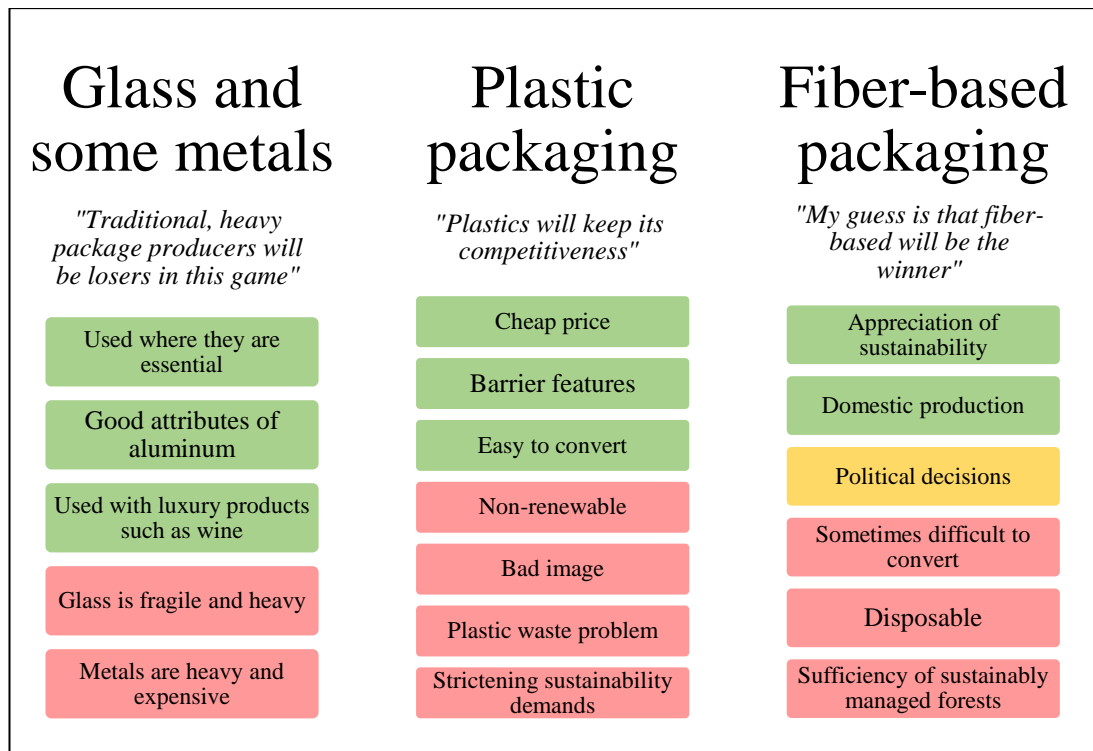 Glass and
some metals
"Traditional, heavy
package producers will
be losers in this game"
Used where they are
essential
Good attributes of
aluminum
Used with luxury products
such as wine
Glass is fragile and heavy
Metals are heavy and
expensive
Plastic
packaging
"Plastics will keep its
competitiveness"
Cheap price
Barrier features
Easy to convert
Non-renewable
Bad image
Plastic waste problem
Strictening sustainability
demands
Fiber-based
packaging
"My guess is that fiber-
based will be the
winner"
Appreciation of
sustainability
Domestic production
Political decisions
Sometimes difficult to
convert
Disposable
Sufficiency of sustainably
managed forests